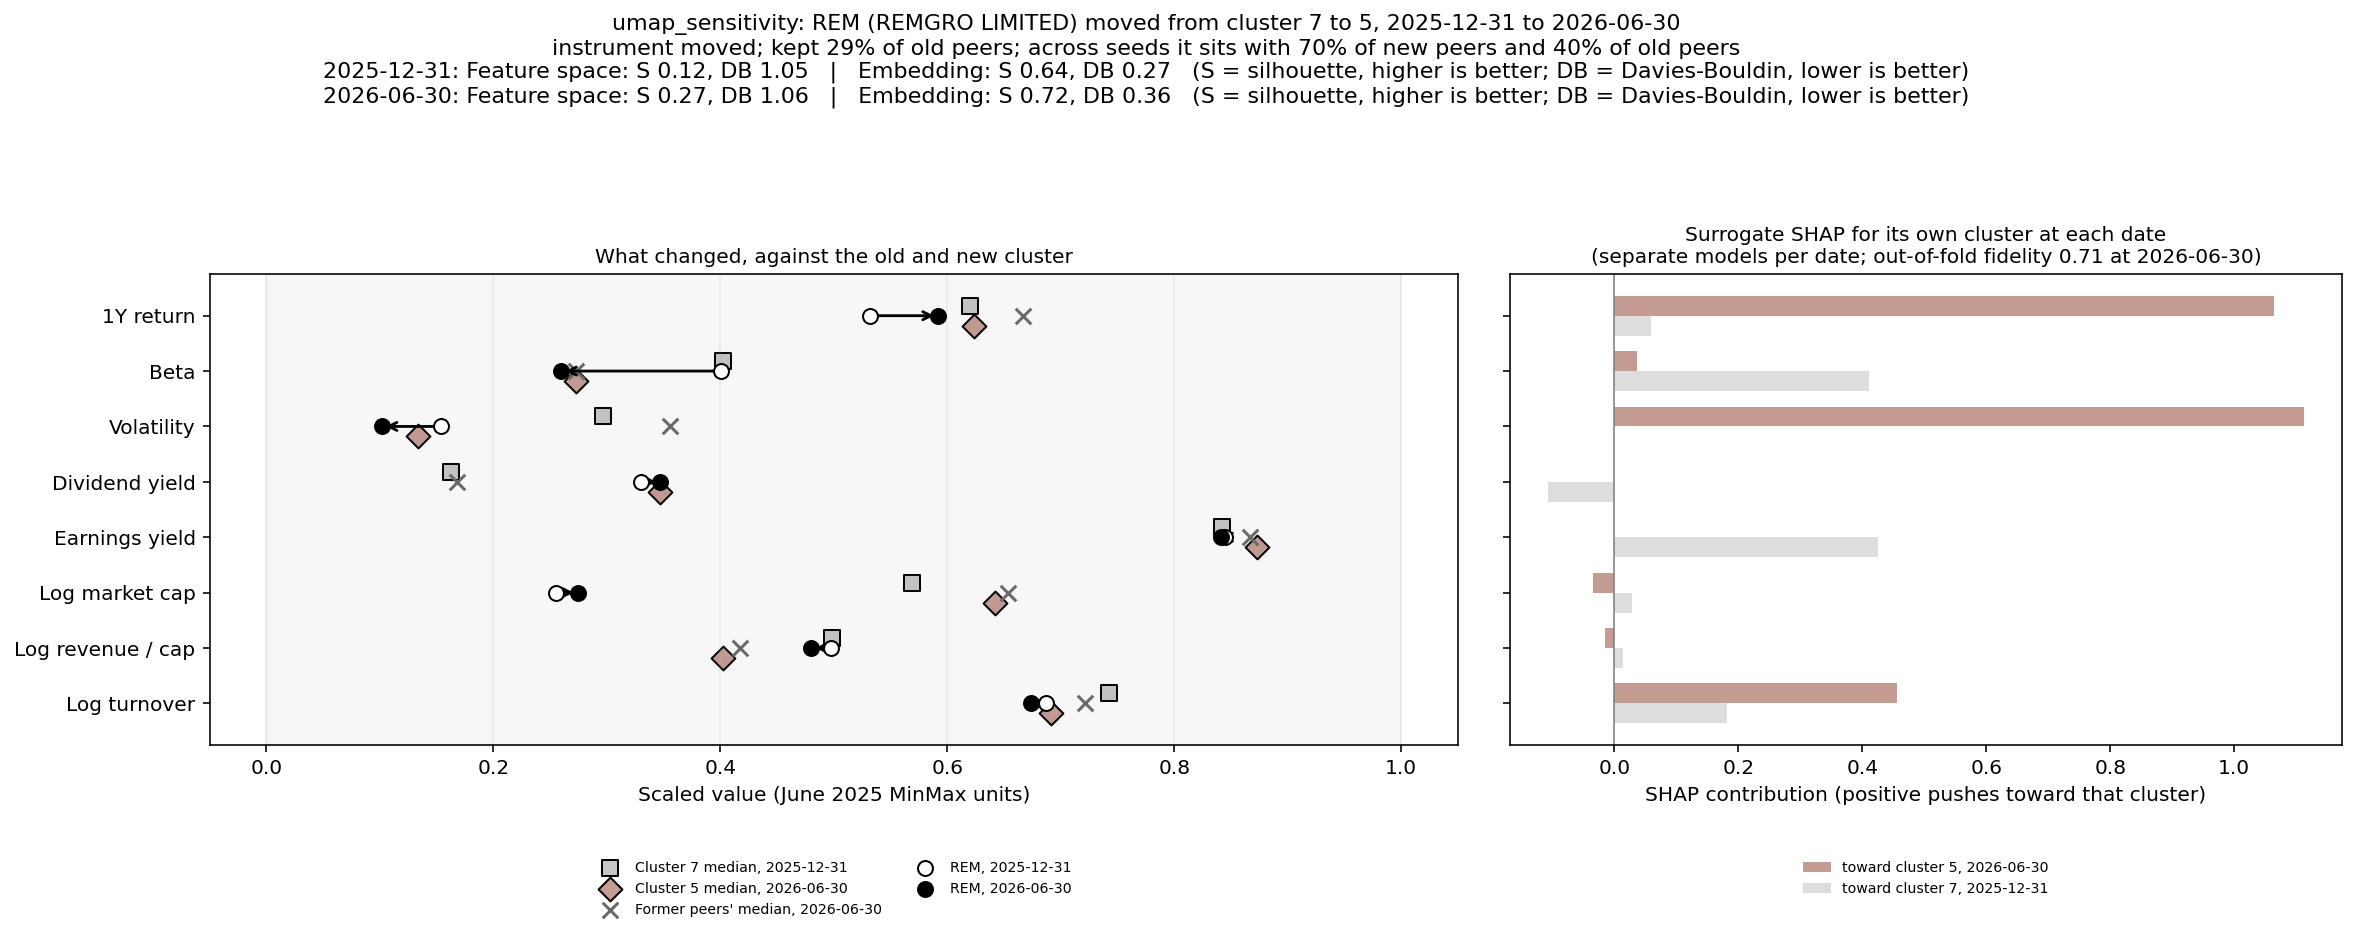 umap_sensitivity: REM (REMGRO LIMITED) moved from cluster 7 to 5, 2025-12-31 to 2026-06-30
instrument moved; kept 29% of old peers; across seeds it sits with 70% of new peers and 40% of old peers
2025-12-31: Feature space: S 0.12, DB 1.05 | Embedding: S 0.64, DB 0.27 (S = silhouette, higher is better; DB = Davies-Bouldin, lower is better)
2026-06-30: Feature space: S 0.27, DB 1.06 | Embedding: S 0.72, DB 0.36 (S = silhouette, higher is better; DB = Davies-Bouldin, lower is better)
What changed, against the old and new cluster
1Y return
Beta
Volatility
Dividend yield
Earnings yield
Log market cap
Log revenue / cap
Log turnover
0.0 0.2 0.4 0.6 0.8 1.0
Scaled value (June 2025 MinMax units)
Cluster 7 median, 2025-12-31
Cluster 5 median, 2026-06-30
Former peers' median, 2026-06-30
REM, 2025-12-31
REM, 2026-06-30
Surrogate SHAP for its own cluster at each date
(separate models per date; out-of-fold fidelity 0.71 at 2026-06-30)
0.0 0.2 0.4 0.6 0.8 1.0
SHAP contribution (positive pushes toward that cluster)
toward cluster 5, 2026-06-30
toward cluster 7, 2025-12-31